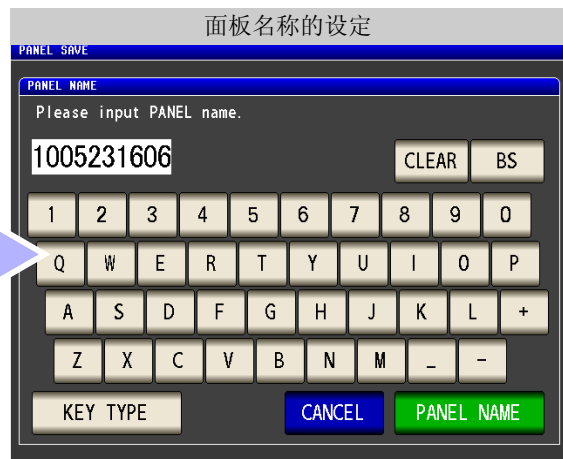 面板名称的设定
PANEL SAVE
PANEL NAME
Please input PANEL name.
1005231606
CLEAR BS
1 2 3 4 5 6 7 8 9 0
Q W E R T Y U I O P
A S D F G H J K L +
Z X C V B N M _ -
KEY TYPE CANCEL PANEL NAME